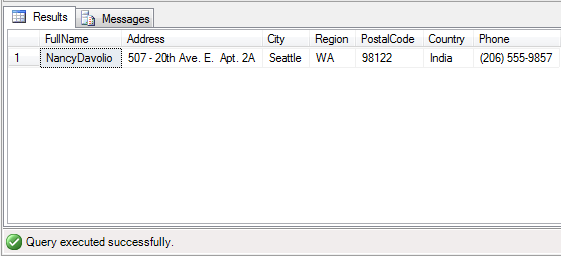 Results Messages
FullName Address City Region PostalCode Country Phone
1 NancyDavolio 507 - 20th Ave. E. Apt. 2A Seattle WA 98122 India (206) 555-9857
Query executed successfully.